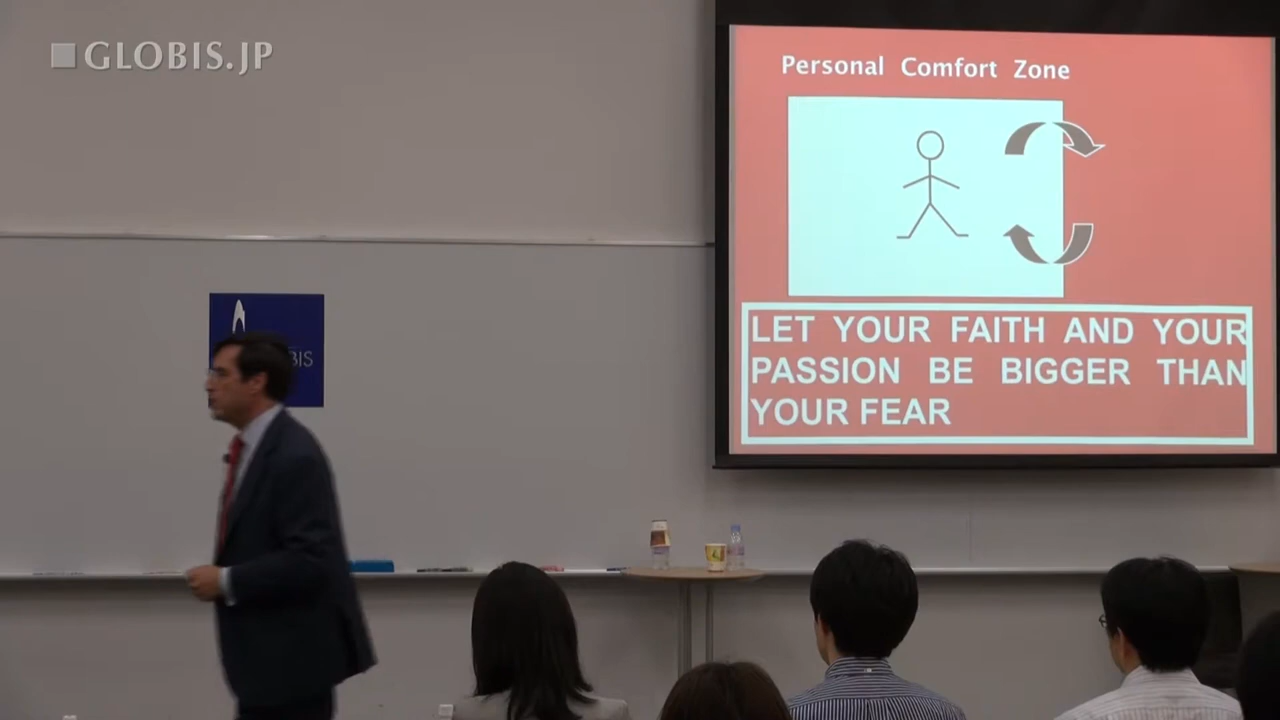 GLOBIS.JP
Personal Comfort Zone
LET YOUR FAITH AND YOUR
PASSION BE BIGGER THAN
YOUR FEAR